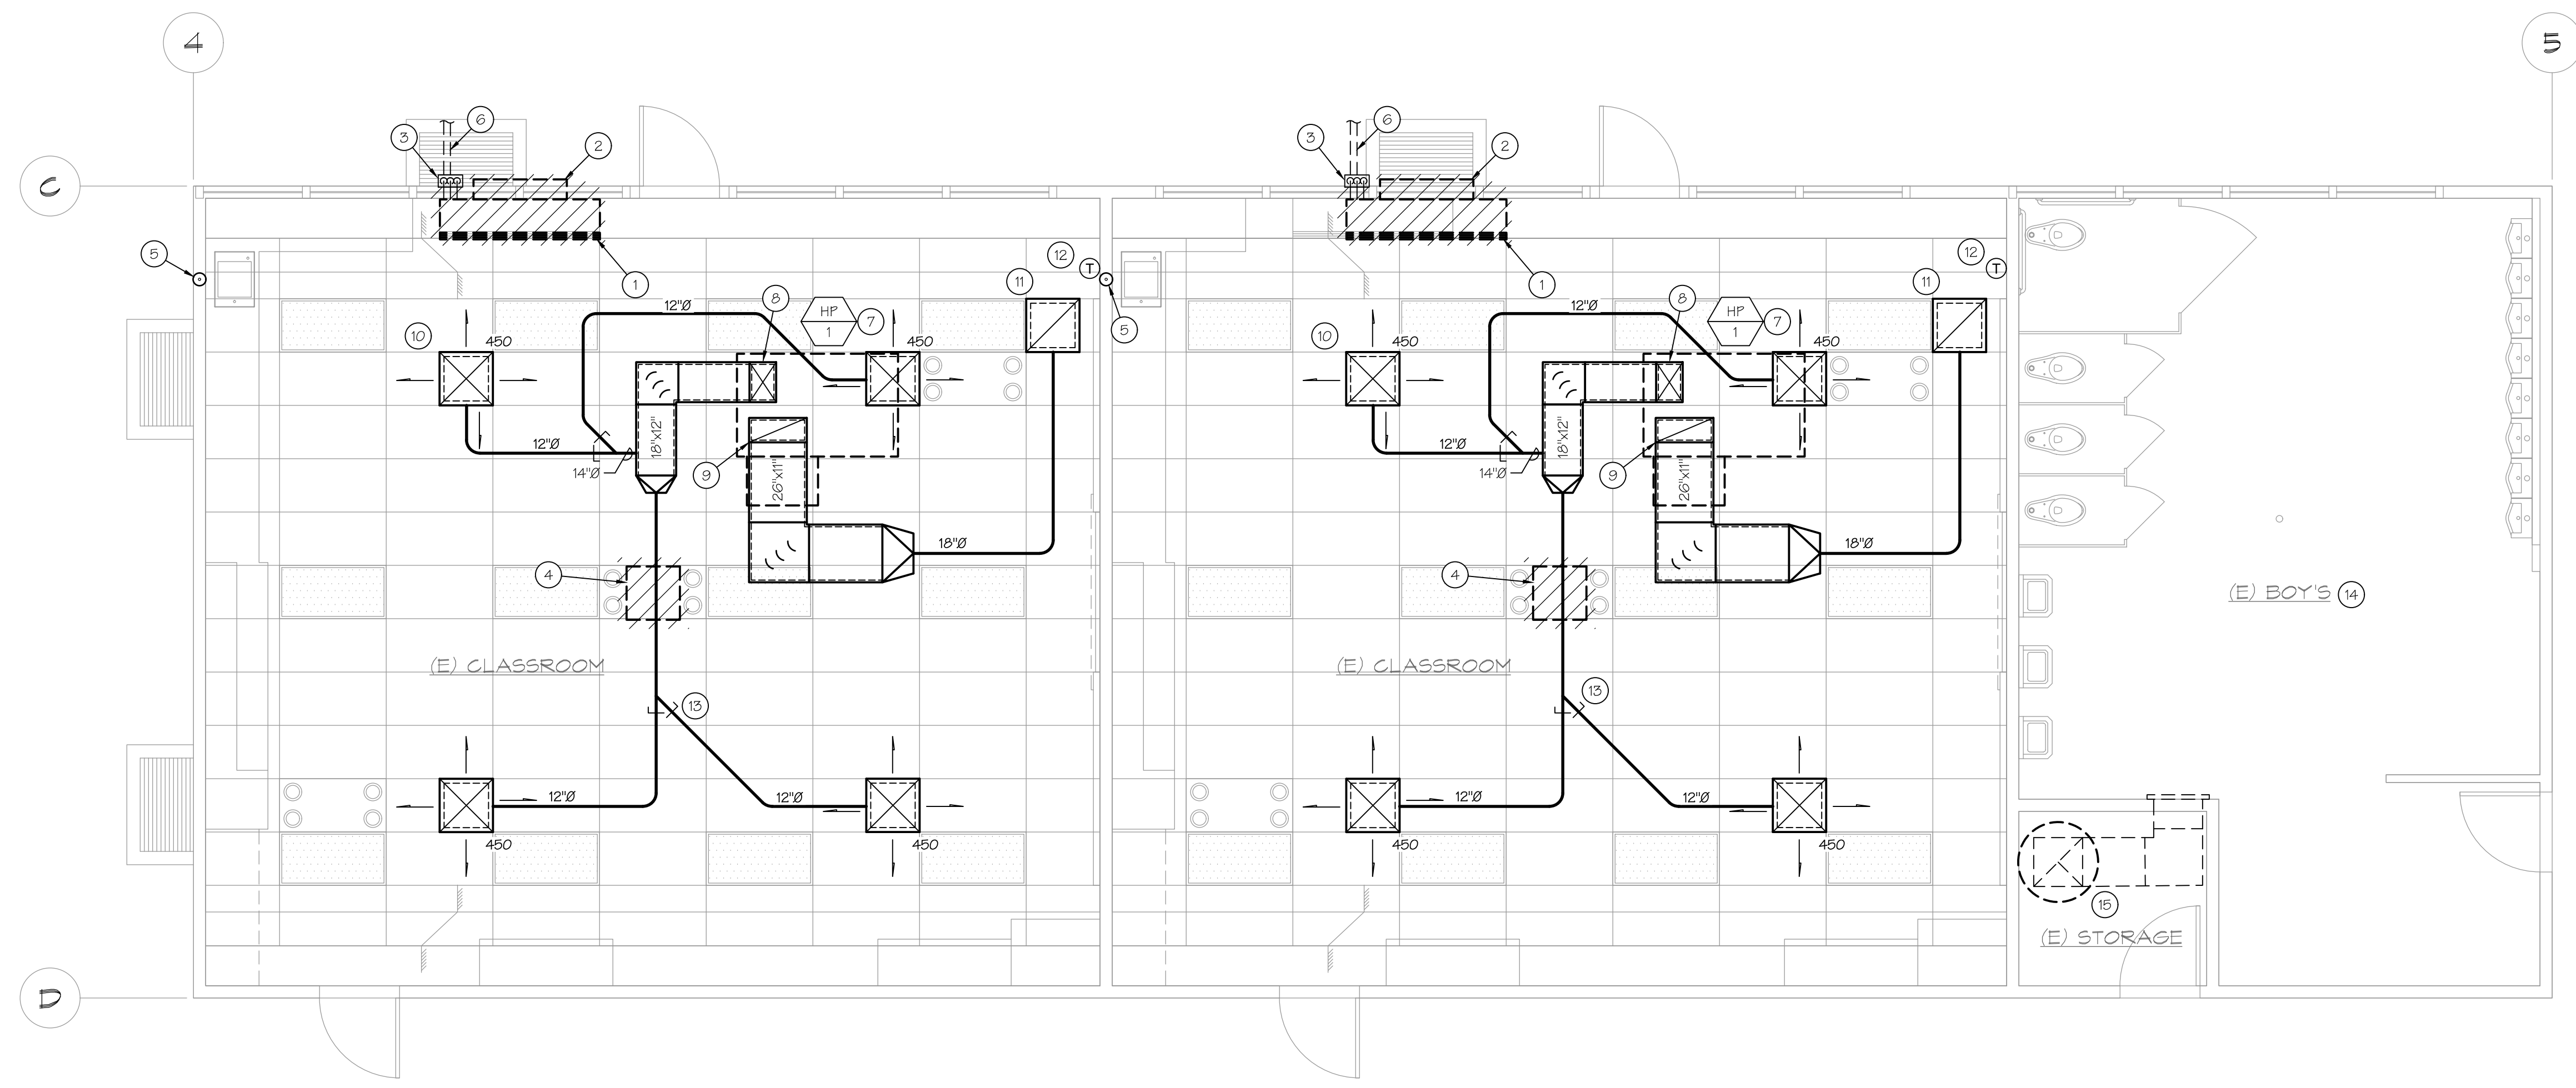 4
5
C
3
6
2
3
6
2
5
1
12
T
11
5
1
12
T
11
12"Ø
8
HP
1
7
10
450
450
12"Ø
8
HP
1
7
10
450
450
18"x12"
12"Ø
14"Ø
9
26"x11"
18"x12"
12"Ø
14"Ø
9
26"x11"
18"Ø
18"Ø
4
4
(E) BOY'S 14
(E) CLASSROOM
(E) CLASSROOM
13
13
12"Ø
12"Ø
12"Ø
12"Ø
450
450
450
450
15
(E) STORAGE
D